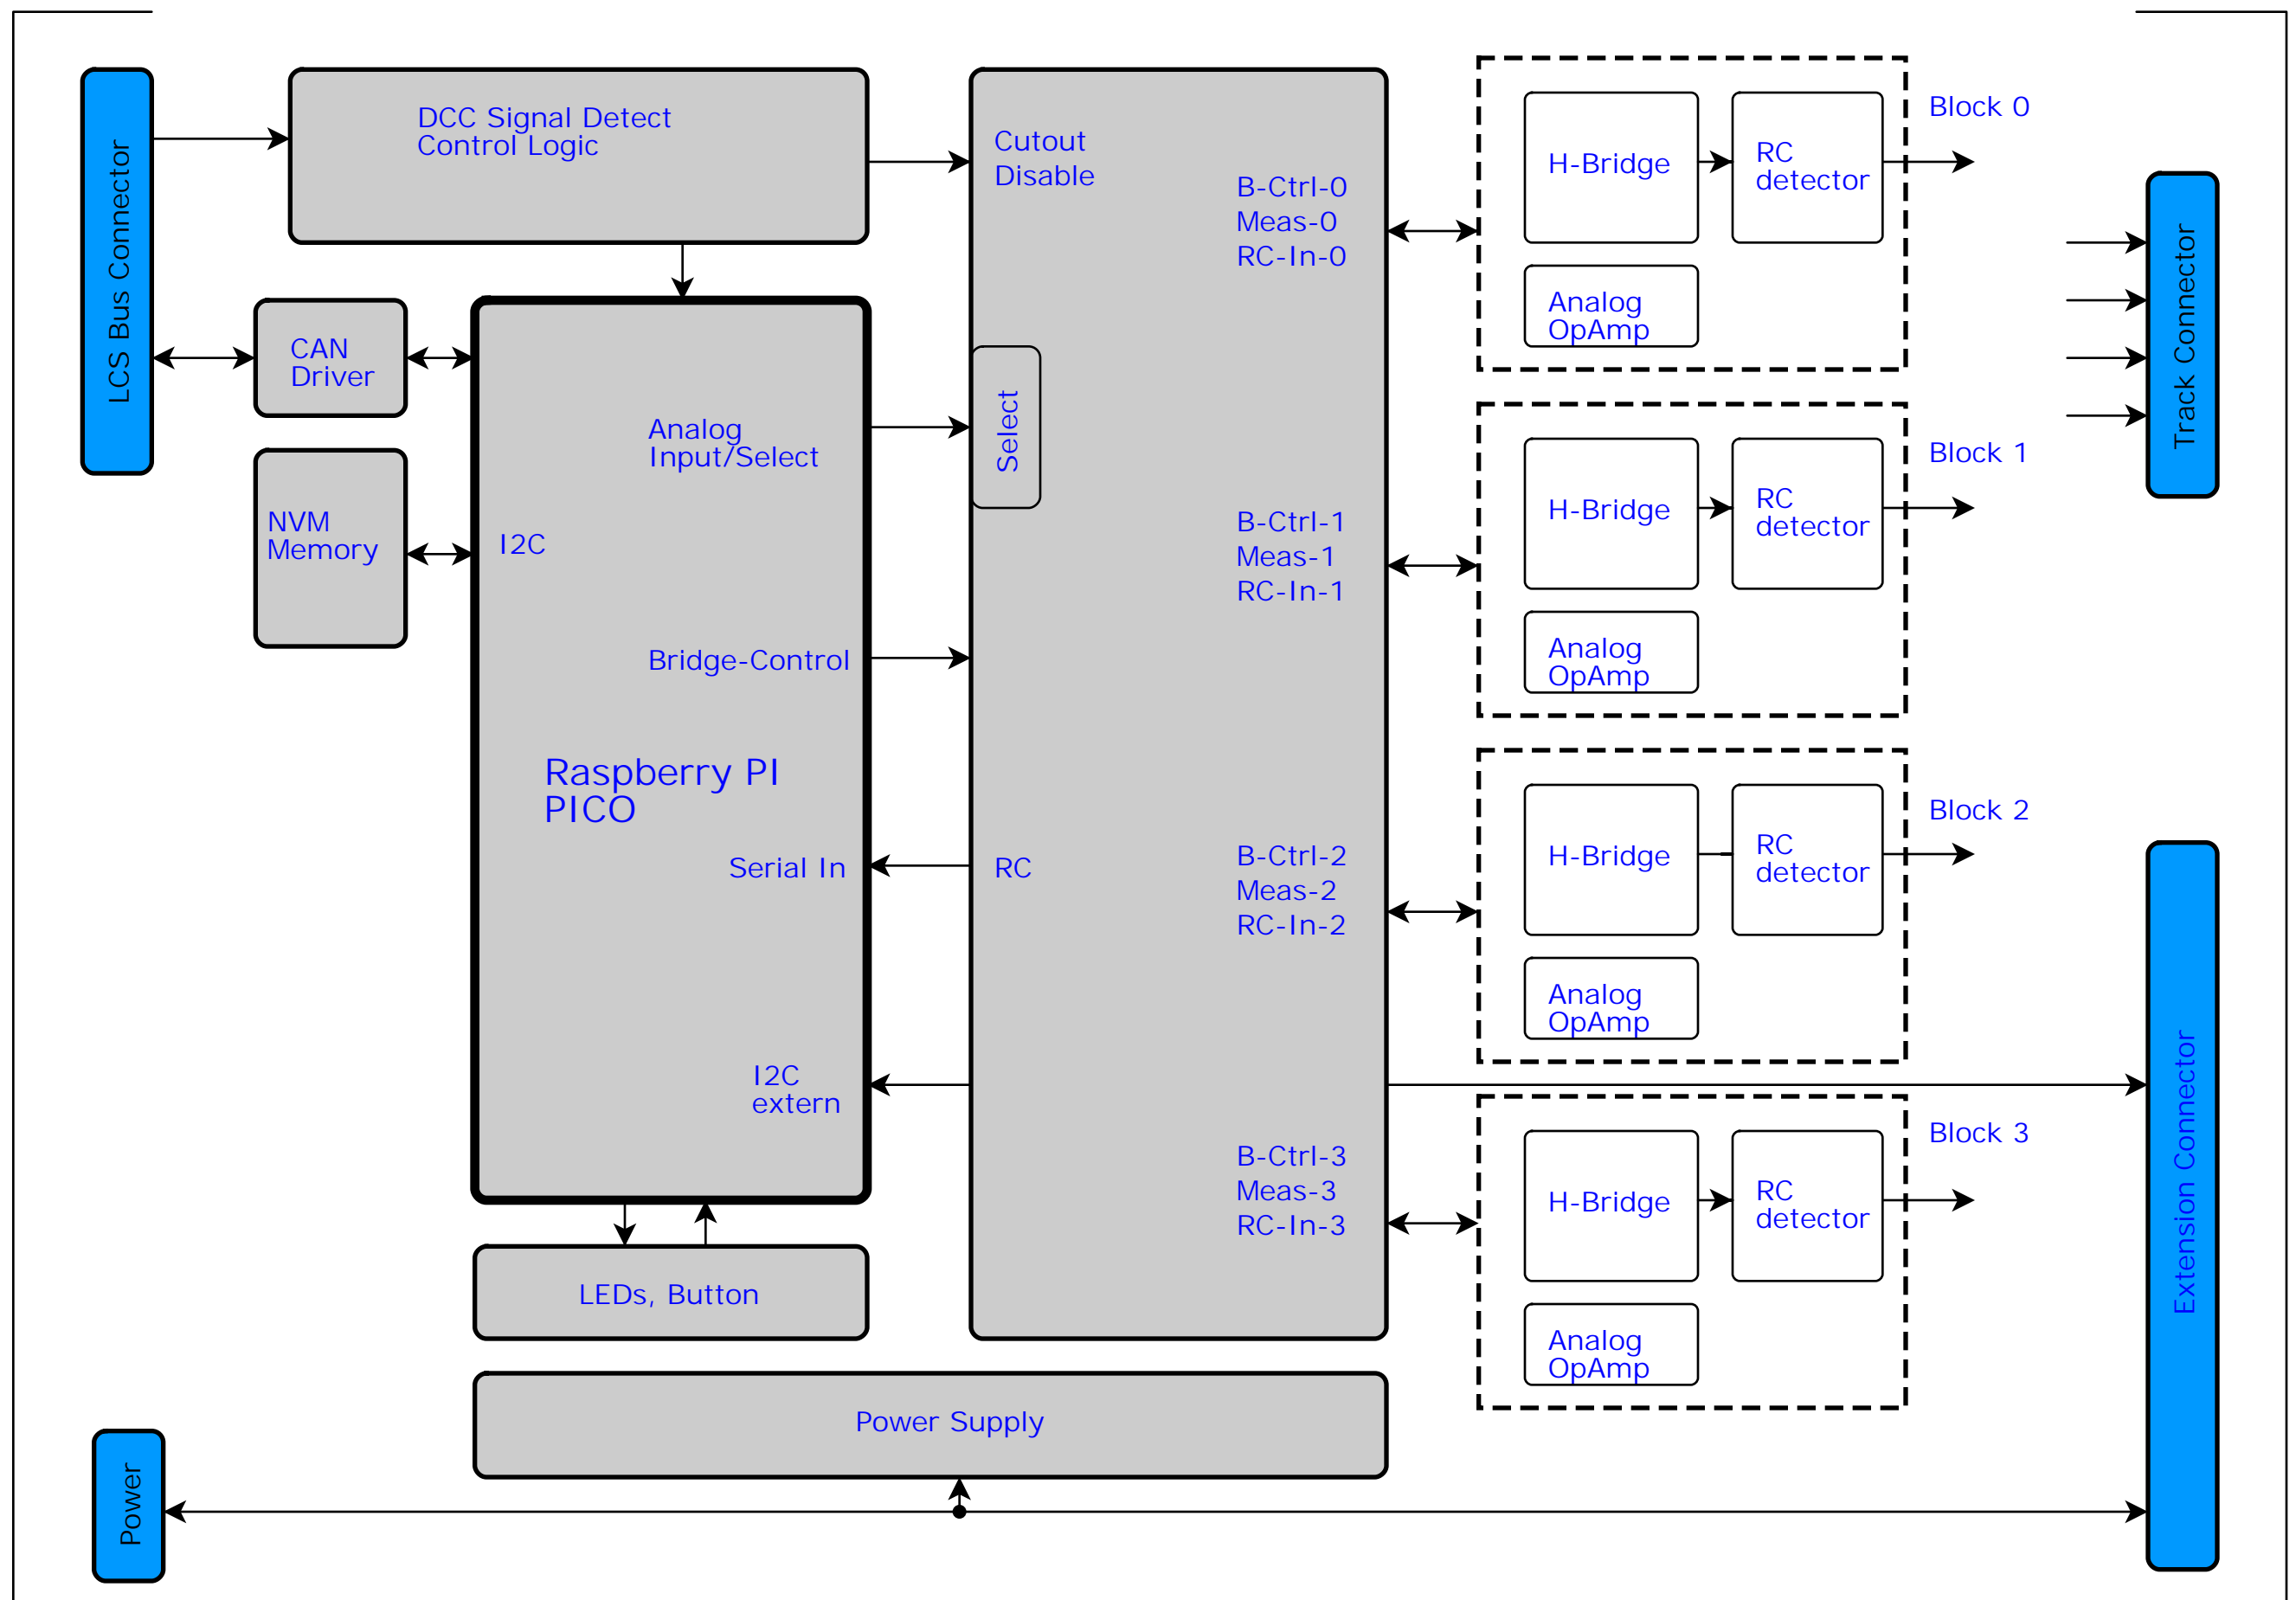 LCS Bus Connector
DCC Signal Detect
Control Logic
CAN
Driver
NVM
Memory
I2C
Analog
Input/Select
Bridge-Control
Raspberry PI
PICO
Serial In
I2C
extern
LEDs, Button
Power Supply
Power
Cutout
Disable
Select
RC
B-Ctrl-0
Meas-0
RC-In-0
B-Ctrl-1
Meas-1
RC-In-1
B-Ctrl-2
Meas-2
RC-In-2
B-Ctrl-3
Meas-3
RC-In-3
H-Bridge
RC
detector
Analog
OpAmp
Block 0
H-Bridge
RC
detector
Analog
OpAmp
Block 1
H-Bridge
RC
detector
Analog
OpAmp
Block 2
H-Bridge
RC
detector
Analog
OpAmp
Block 3
Track Connector
Extension Connector